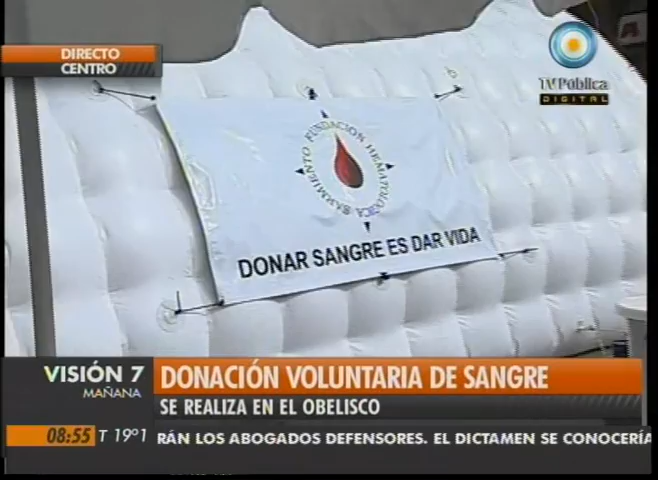 DIRECTO
CENTRO
TV Pública
DIGITAL
FUNDACIÓN HEMATOLÓGICA SARMIENTO
DONAR SANGRE ES DAR VIDA
VISIÓN 7
MAÑANA
DONACIÓN VOLUNTARIA DE SANGRE
SE REALIZA EN EL OBELISCO
08:55 T 19°1 RÁN LOS ABOGADOS DEFENSORES. EL DICTAMEN SE CONOCERÍA